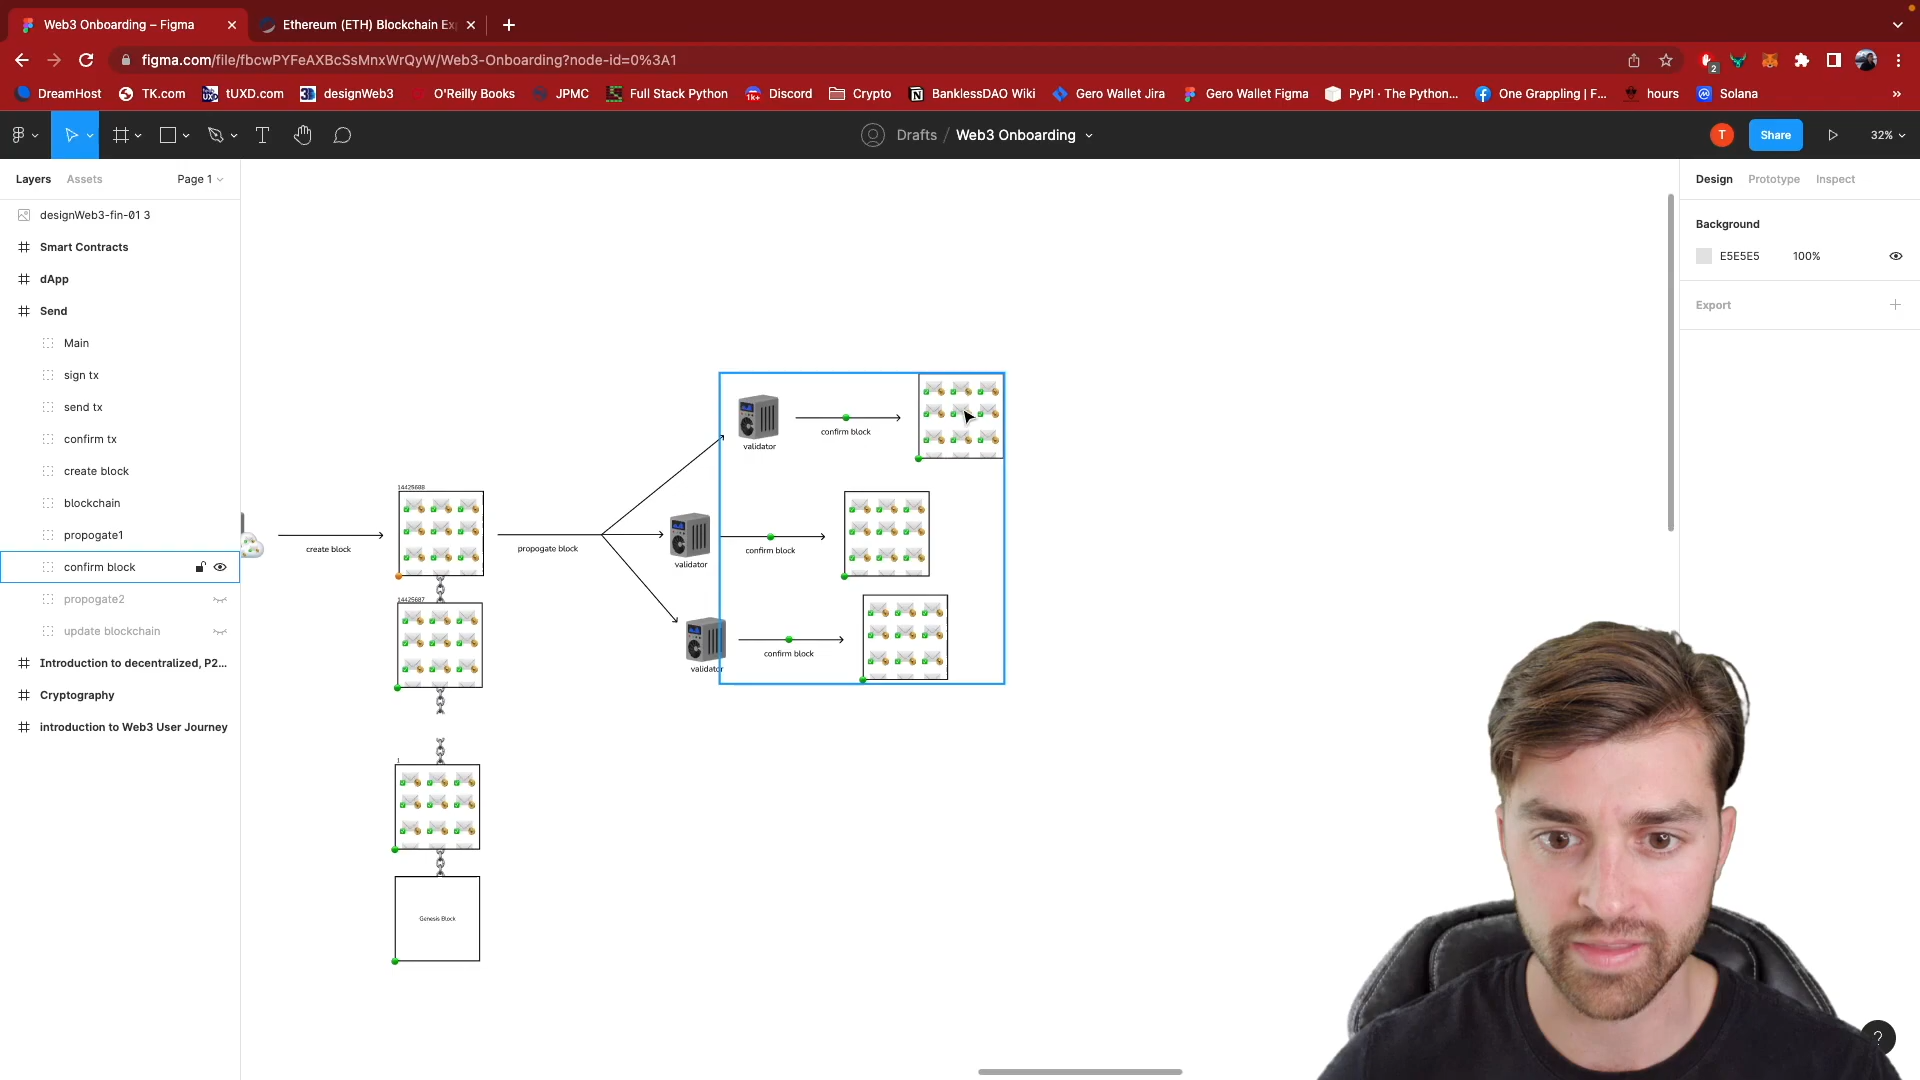 Web3 Onboarding – Figma
Ethereum (ETH) Blockchain Ex
figma.com/file/fbcwPYFeAXBcSsMnxWrQyW/Web3-Onboarding?node-id=0%3A1
2
DreamHost
TK.com
tUXD.com
designWeb3
O'Reilly Books
JPMC
Full Stack Python
1k+
Discord
Crypto
BanklessDAO Wiki
Gero Wallet Jira
Gero Wallet Figma
PyPI · The Python...
One Grappling | F...
hours
Solana
»
Drafts / Web3 Onboarding
T
Share
32%
Layers
Assets
Page 1
Design
Prototype
Inspect
designWeb3-fin-01 3
Smart Contracts
dApp
Send
Main
sign tx
send tx
confirm tx
create block
blockchain
propogate1
confirm block
propogate2
update blockchain
Introduction to decentralized, P2...
Cryptography
introduction to Web3 User Journey
Background
E5E5E5
100%
Export
validator
confirm block
14425688
create block
propogate block
validator
confirm block
14425687
validator
confirm block
1
Genesis Block
?